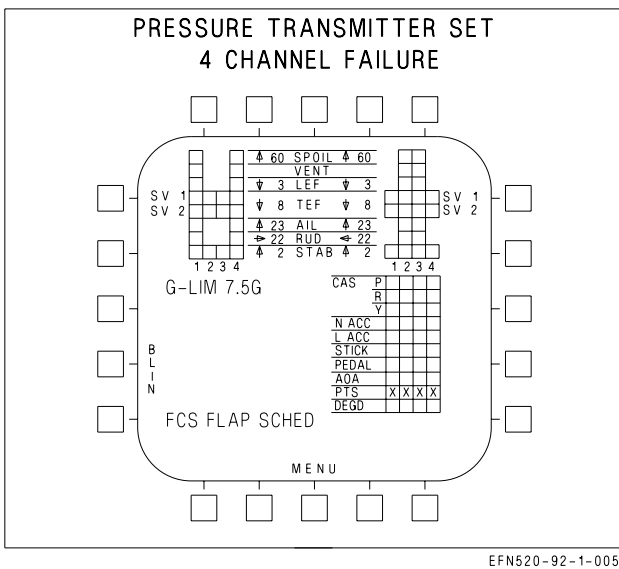 PRESSURE TRANSMITTER SET
4 CHANNEL FAILURE
60 SPOIL 60
VENT
3 LEF 3
SV 1 8 TEF 8 SV 1
SV 2 SV 2
23 AIL 23
22 RUD 22
2 STAB 2
1 2 3 4 1 2 3 4
G-LIM 7.5G CAS P
R
Y
N ACC
L ACC
STICK
PEDAL
AOA
PTS X X X X
DEGD
BLIN
FCS FLAP SCHED
MENU
EFN520-92-1-005